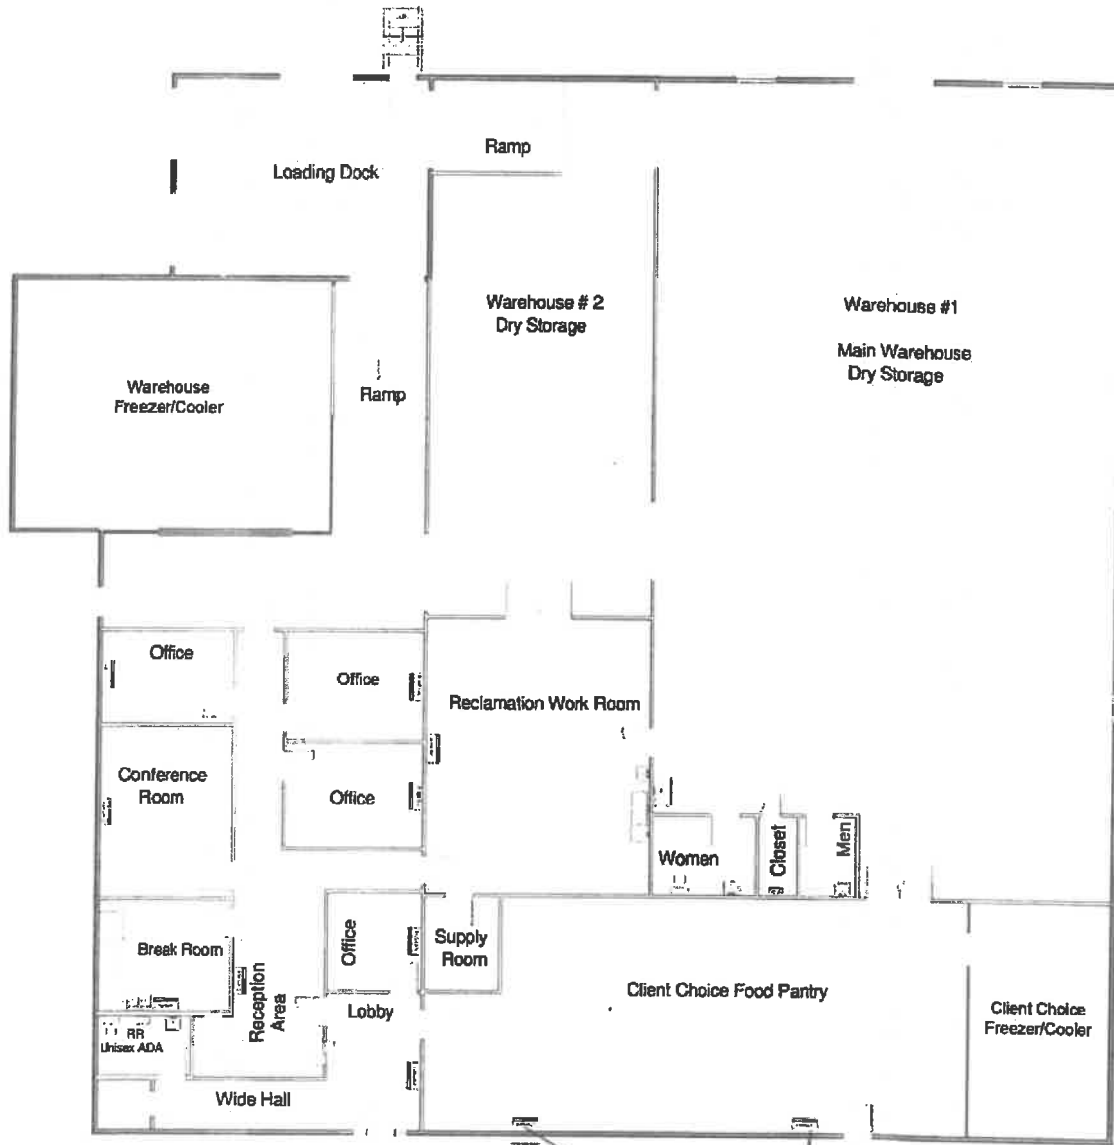 Ramp
Loading Dock
Warehouse # 2
Dry Storage
Warehouse #1
Main Warehouse
Dry Storage
Warehouse
Freezer/Cooler
Ramp
Office
Office
Reclamation Work Room
Conference
Room
Office
Women
Closet
Men
Break Room
Reception
Area
Office
Lobby
Supply
Room
Client Choice Food Pantry
Client Choice
Freezer/Cooler
RR
Unisex ADA
Wide Hall